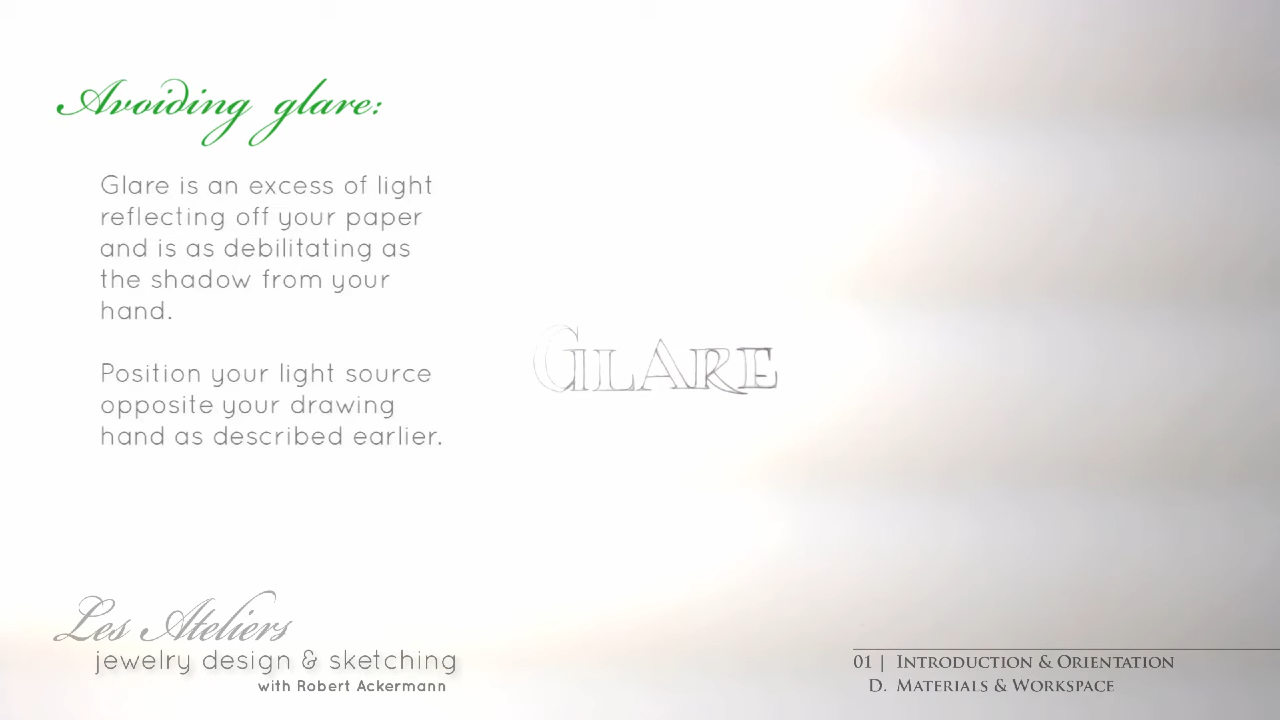 Avoiding glare:
Glare is an excess of light
reflecting off your paper
and is as debilitating as
the shadow from your
hand.
Position your light source
opposite your drawing
hand as described earlier.
GLARE
Les Ateliers
jewelry design & sketching
with Robert Ackermann
01 | INTRODUCTION & ORIENTATION
D. MATERIALS & WORKSPACE